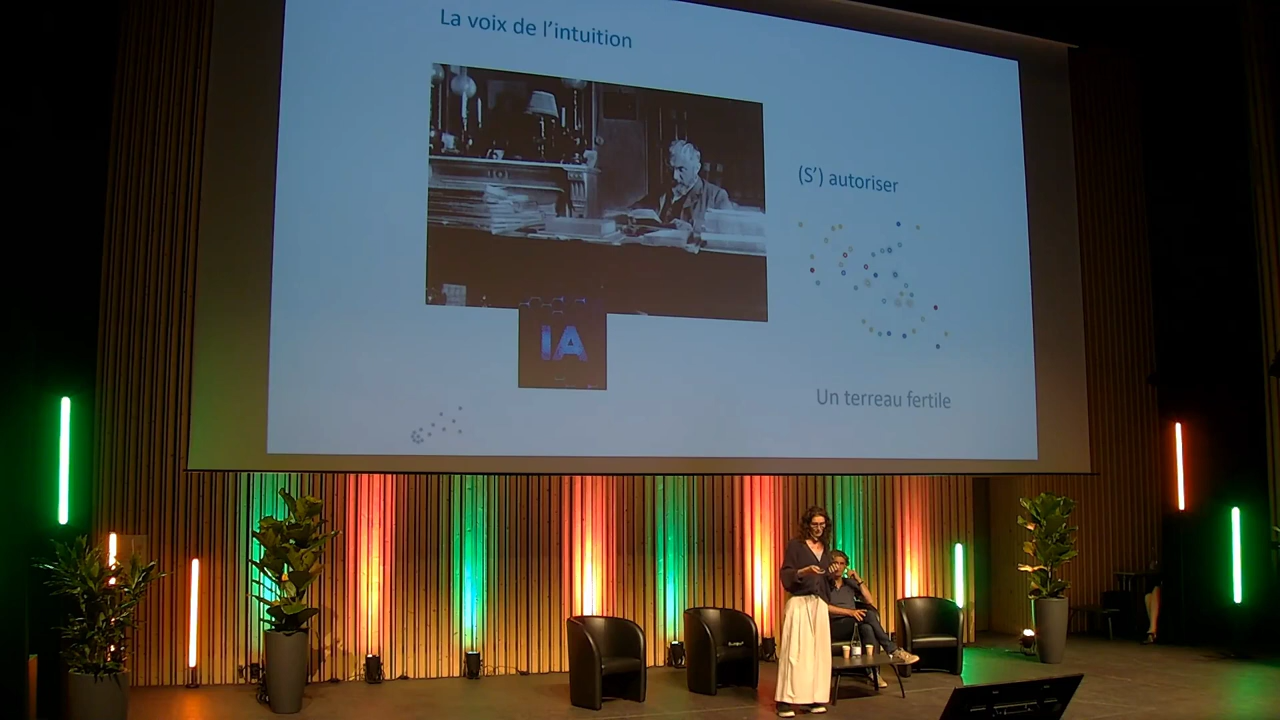 La voix de l'intuition
(S') autoriser
IA
Un terreau fertile